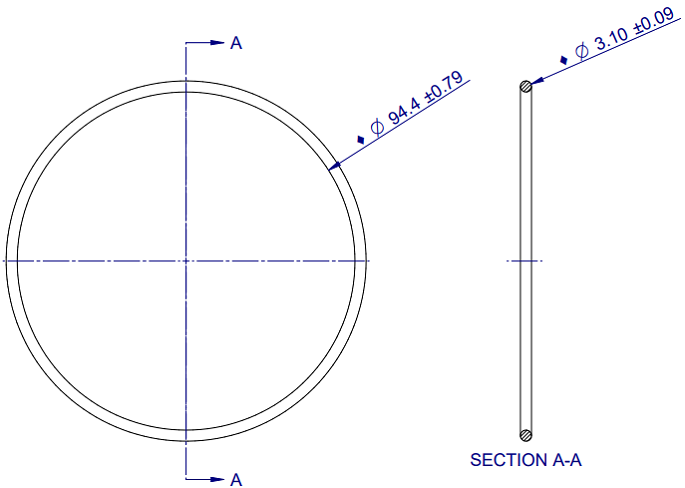 A
♦ ∅ 94.4 ±0.79
♦ ∅ 3.10 ±0.09
A
SECTION A-A